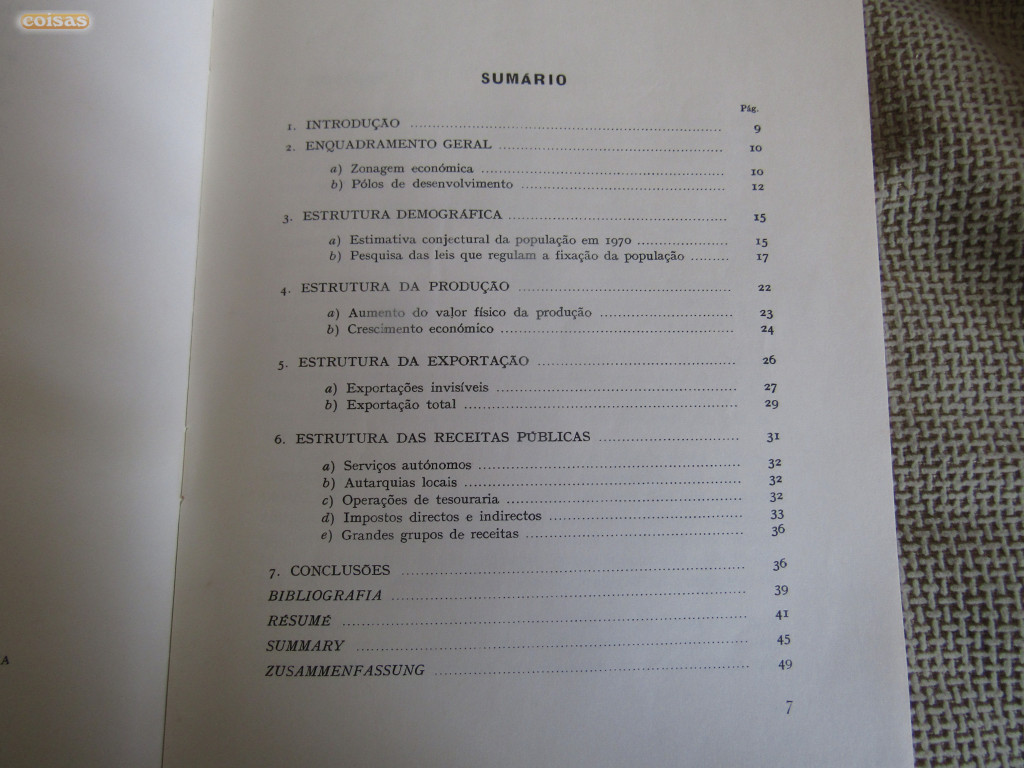 coisas
SUMÁRIO
Pág.
1. INTRODUÇÃO ........ 9
2. ENQUADRAMENTO GERAL ........ 10
a) Zonagem económica ........ 10
b) Pólos de desenvolvimento ........ 12
3. ESTRUTURA DEMOGRÁFICA ........ 15
a) Estimativa conjectural da população em 1970 ........ 15
b) Pesquisa das leis que regulam a fixação da população ........ 17
4. ESTRUTURA DA PRODUÇÃO ........ 22
a) Aumento do valor físico da produção ........ 23
b) Crescimento económico ........ 24
5. ESTRUTURA DA EXPORTAÇÃO ........ 26
a) Exportações invisíveis ........ 27
b) Exportação total ........ 29
6. ESTRUTURA DAS RECEITAS PÚBLICAS ........ 31
a) Serviços autónomos ........ 32
b) Autarquias locais ........ 32
c) Operações de tesouraria ........ 32
d) Impostos directos e indirectos ........ 33
e) Grandes grupos de receitas ........ 36
7. CONCLUSÕES ........ 36
BIBLIOGRAFIA ........ 39
RÉSUMÉ ........ 41
SUMMARY ........ 45
ZUSAMMENFASSUNG ........ 49
7
A